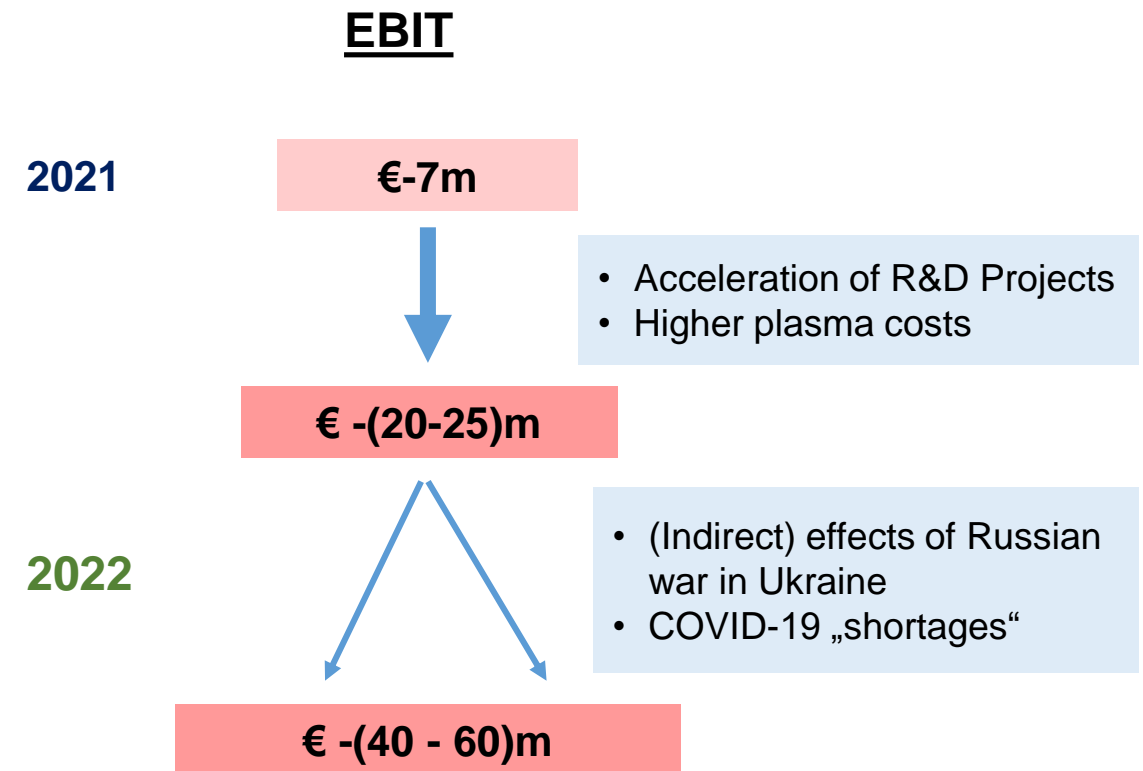 EBIT
2021
€-7m
• Acceleration of R&D Projects
• Higher plasma costs
€ -(20-25)m
2022
• (Indirect) effects of Russian
war in Ukraine
• COVID-19 „shortages“
€ -(40 - 60)m